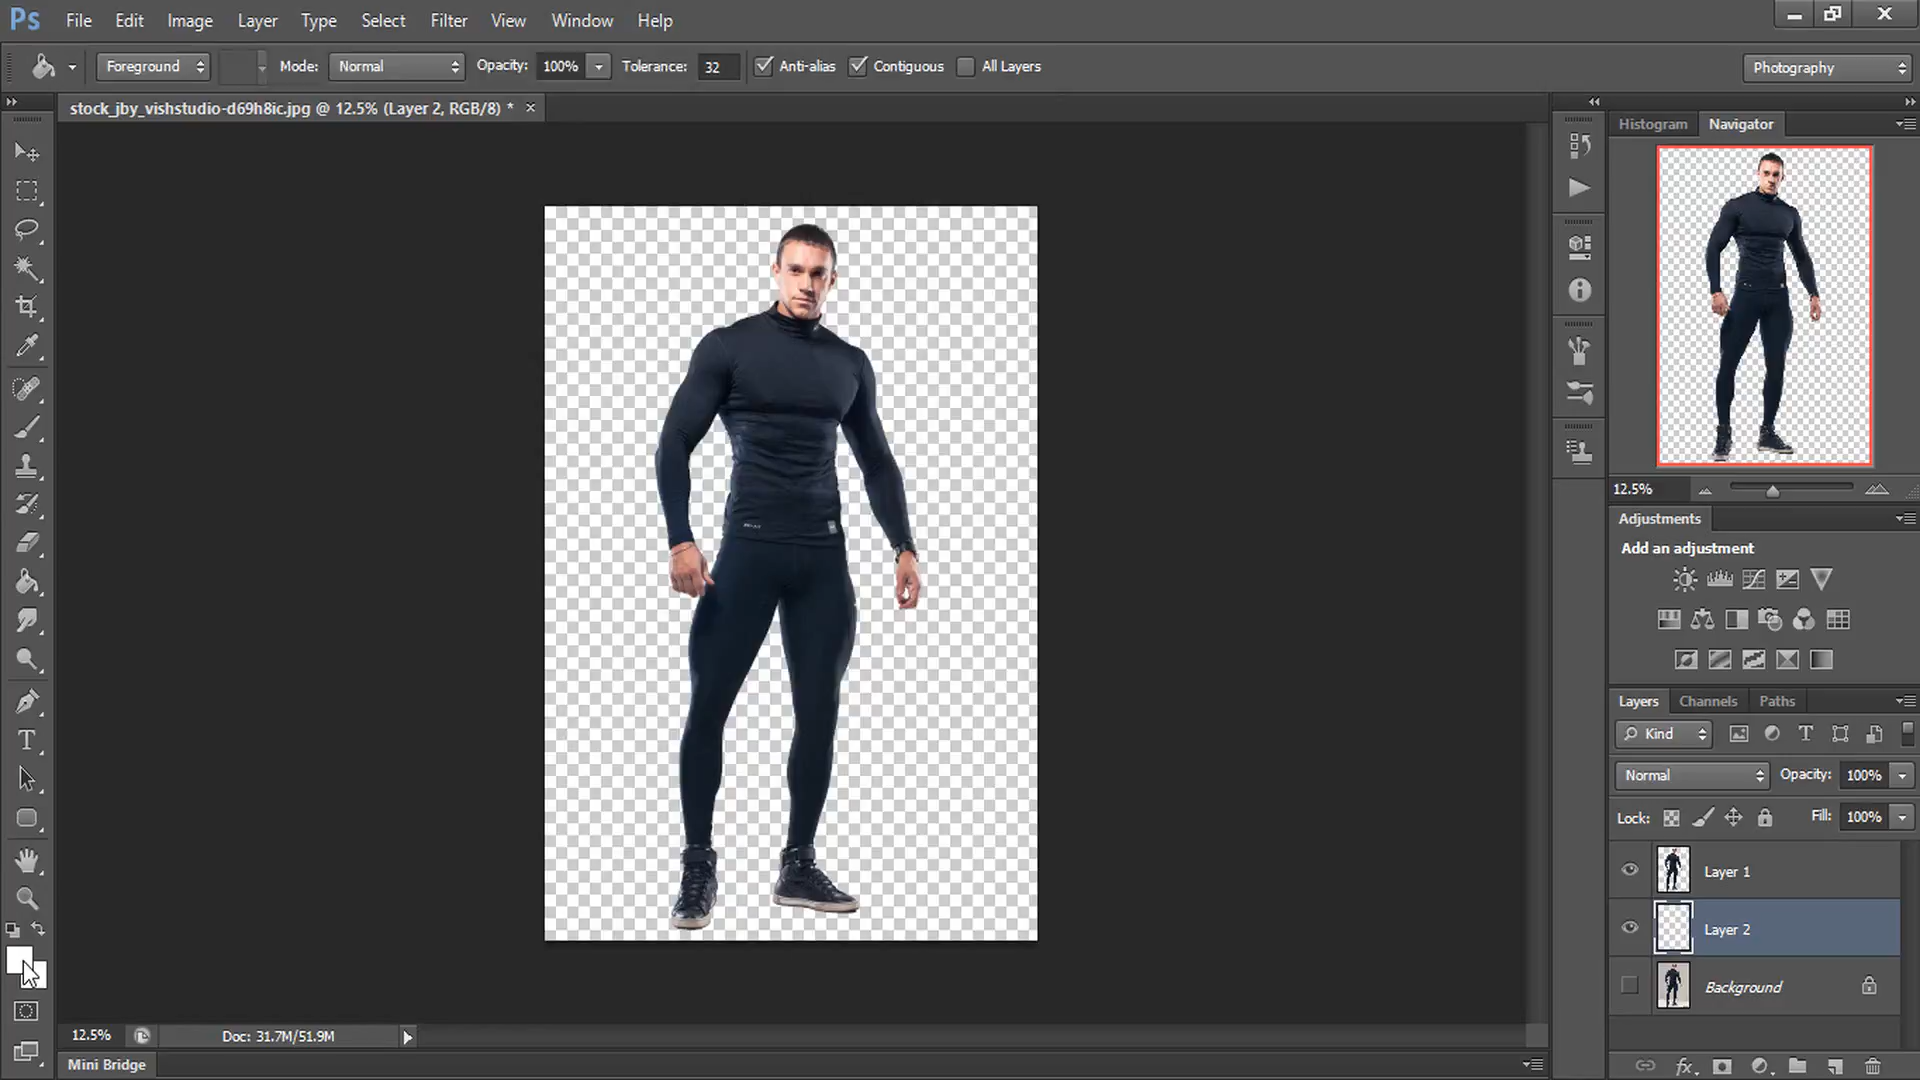 Ps File Edit Image Layer Type Select Filter View Window Help
Foreground Mode: Normal Opacity: 100% Tolerance: 32 Anti-alias Contiguous All Layers Photography
stock_jby_vishstudio-d69h8ic.jpg @ 12.5% (Layer 2, RGB/8) *
Histogram Navigator
12.5%
Adjustments
Add an adjustment
Layers Channels Paths
Kind
Normal Opacity: 100%
Lock: Fill: 100%
Layer 1
Layer 2
Background
12.5% Doc: 31.7M/51.9M
Mini Bridge